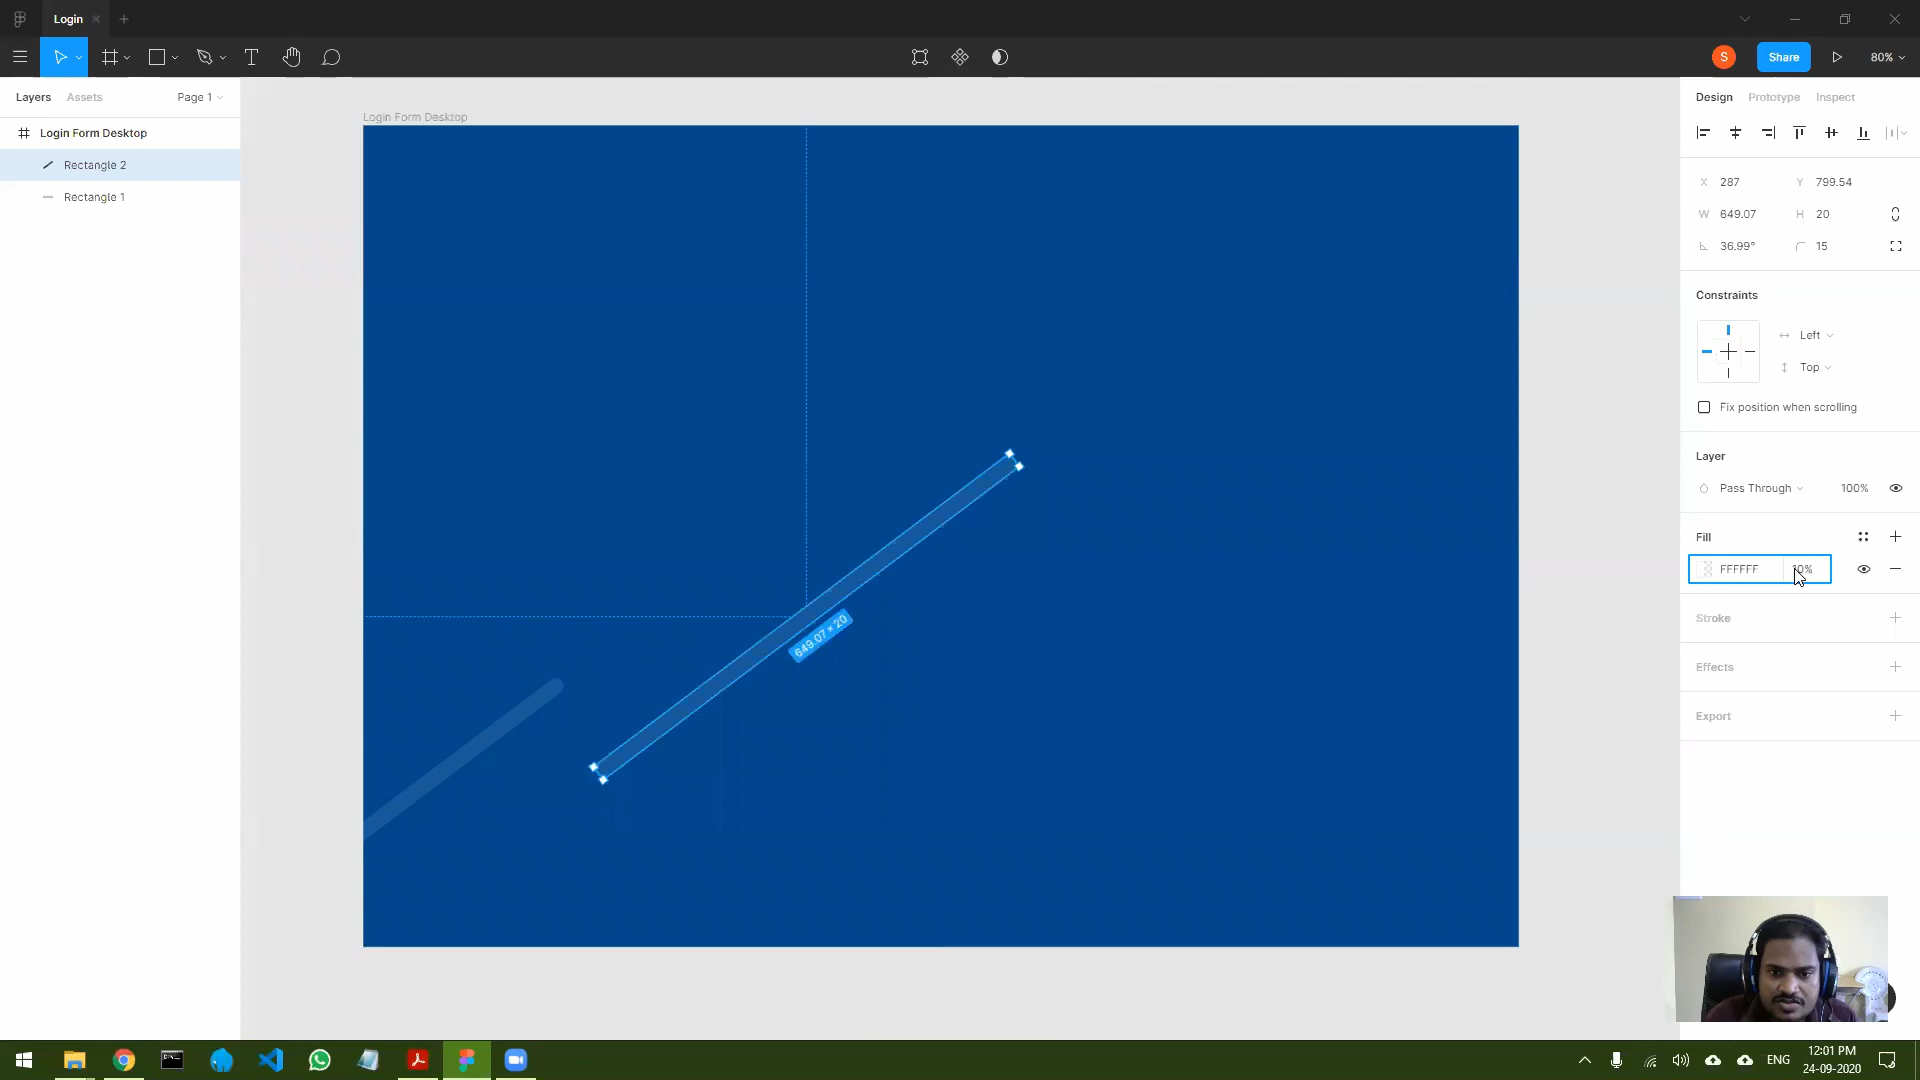 Login
Share
80%
Layers
Assets
Page 1
Design
Prototype
Inspect
Login Form Desktop
Login Form Desktop
Rectangle 2
Rectangle 1
X 287
Y 799.54
W 649.07
H 20
36.99°
15
Constraints
Left
Top
Fix position when scrolling
Layer
Pass Through
100%
Fill
FFFFFF
10%
649.07 × 20
Stroke
Effects
Export
S
ENG
12:01 PM
24-09-2020